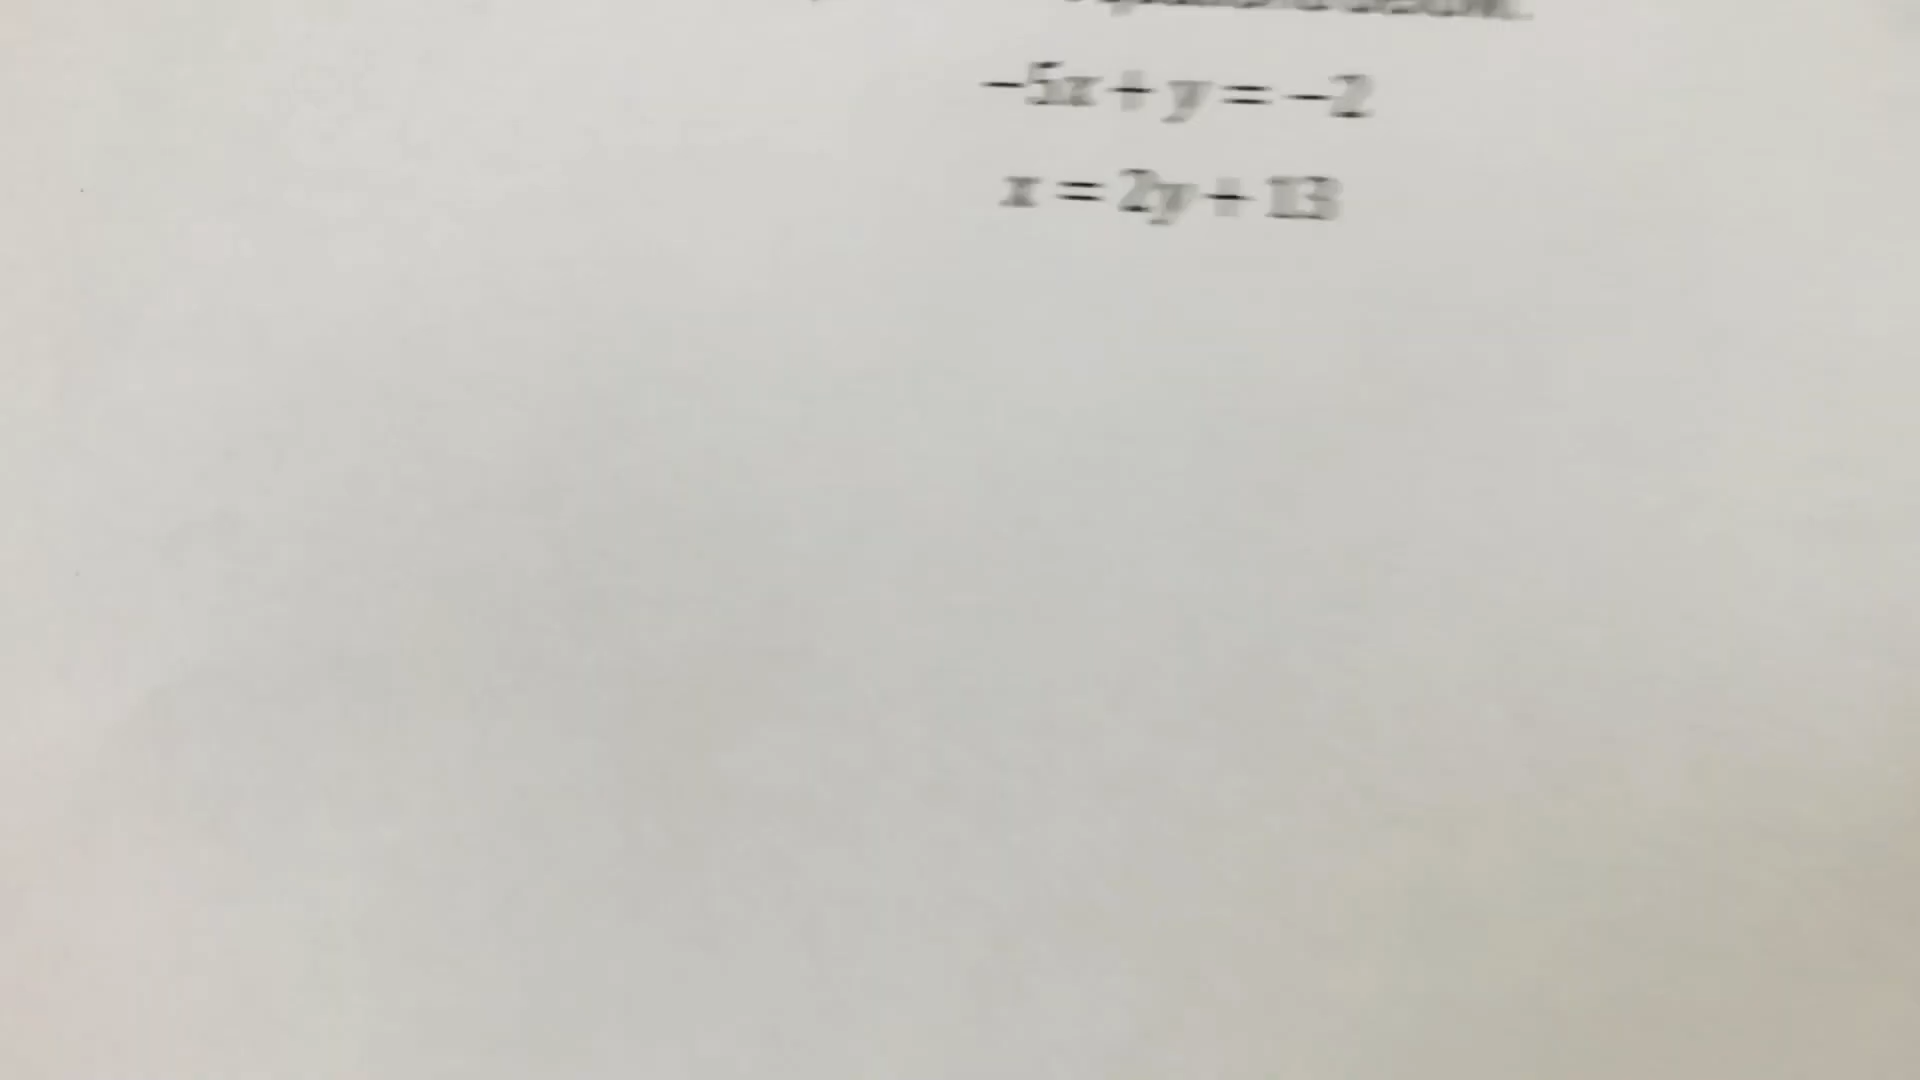 -5x + y = -2
x = 2y + 13